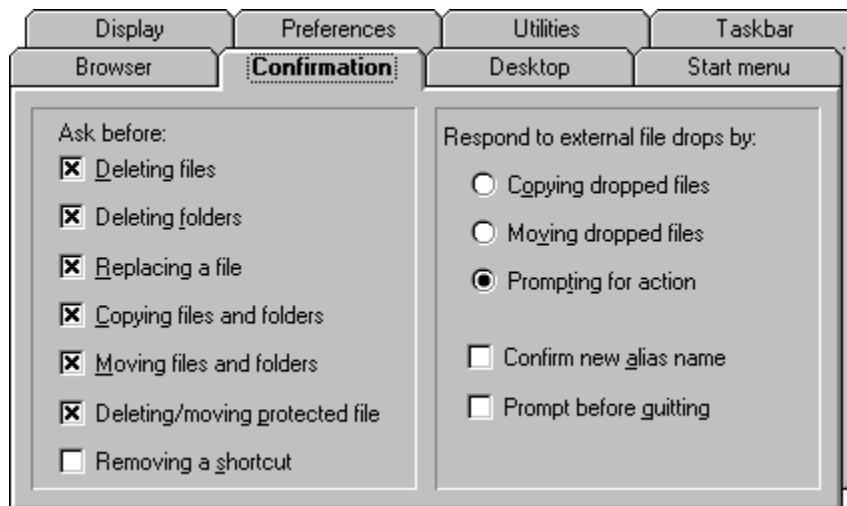 Display Preferences Utilities Taskbar
Browser Confirmation Desktop Start menu
Ask before:
Deleting files
Deleting folders
Replacing a file
Copying files and folders
Moving files and folders
Deleting/moving protected file
Removing a shortcut
Respond to external file drops by:
Copying dropped files
Moving dropped files
Prompting for action
Confirm new alias name
Prompt before quitting